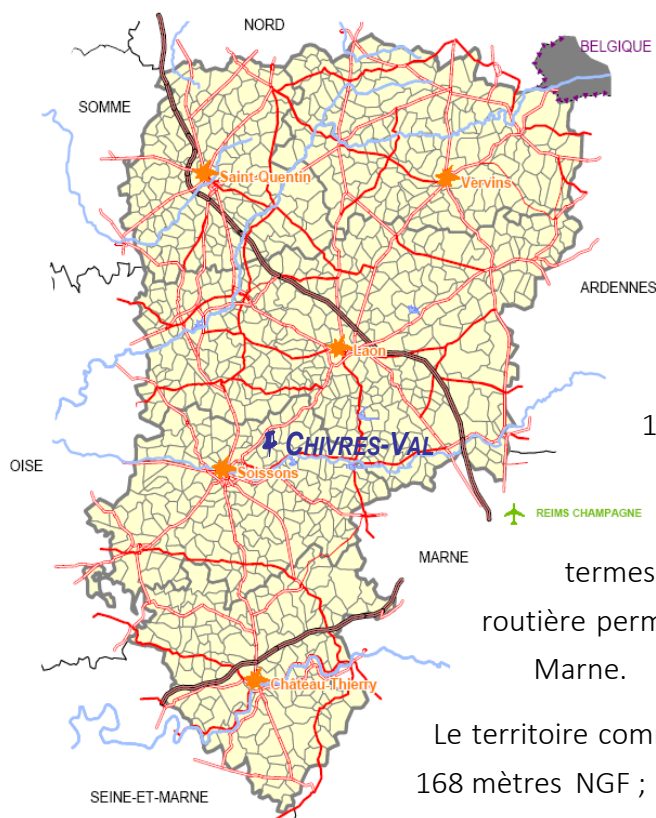 NORD
BELGIQUE
SOMME
Saint-Quentin
Vervins
ARDENNES
Laon
1
CHIVRES-VAL
OISE
Soissons
REIMS CHAMPAGNE
MARNE
termes
routière perm
Marne.
Château-Thierry
Le territoire com
168 mètres NGF ;
SEINE-ET-MARNE